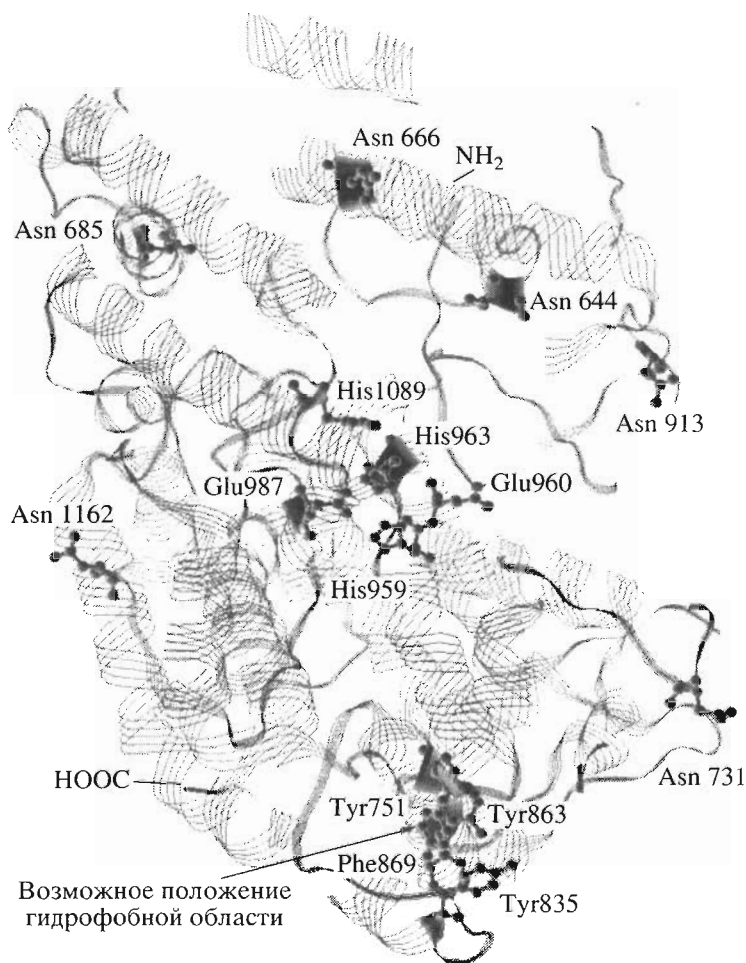 Asn 666
NH2
Asn 685
Asn 644
His1089
Asn 913
His963
Glu987
Glu960
Asn 1162
His959
HOOC
Asn 731
Tyr751
Tyr863
Phe869
Возможное положение
гидрофобной области
Tyr835